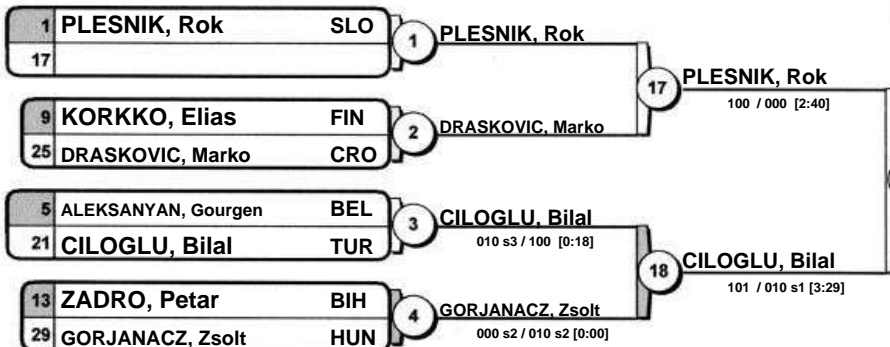 1 PLESNIK, Rok SLO
17
1 PLESNIK, Rok
9 KORKKO, Elias FIN
25 DRASKOVIC, Marko CRO
2 DRASKOVIC, Marko
17 PLESNIK, Rok
100 / 000 [2:40]
5 ALEKSANYAN, Gourgen BEL
21 CILOGLU, Bilal TUR
3 CILOGLU, Bilal
010 s3 / 100 [0:18]
13 ZADRO, Petar BIH
29 GORJANACZ, Zsolt HUN
4 GORJANACZ, Zsolt
000 s2 / 010 s2 [0:00]
18 CILOGLU, Bilal
101 / 010 s1 [3:29]